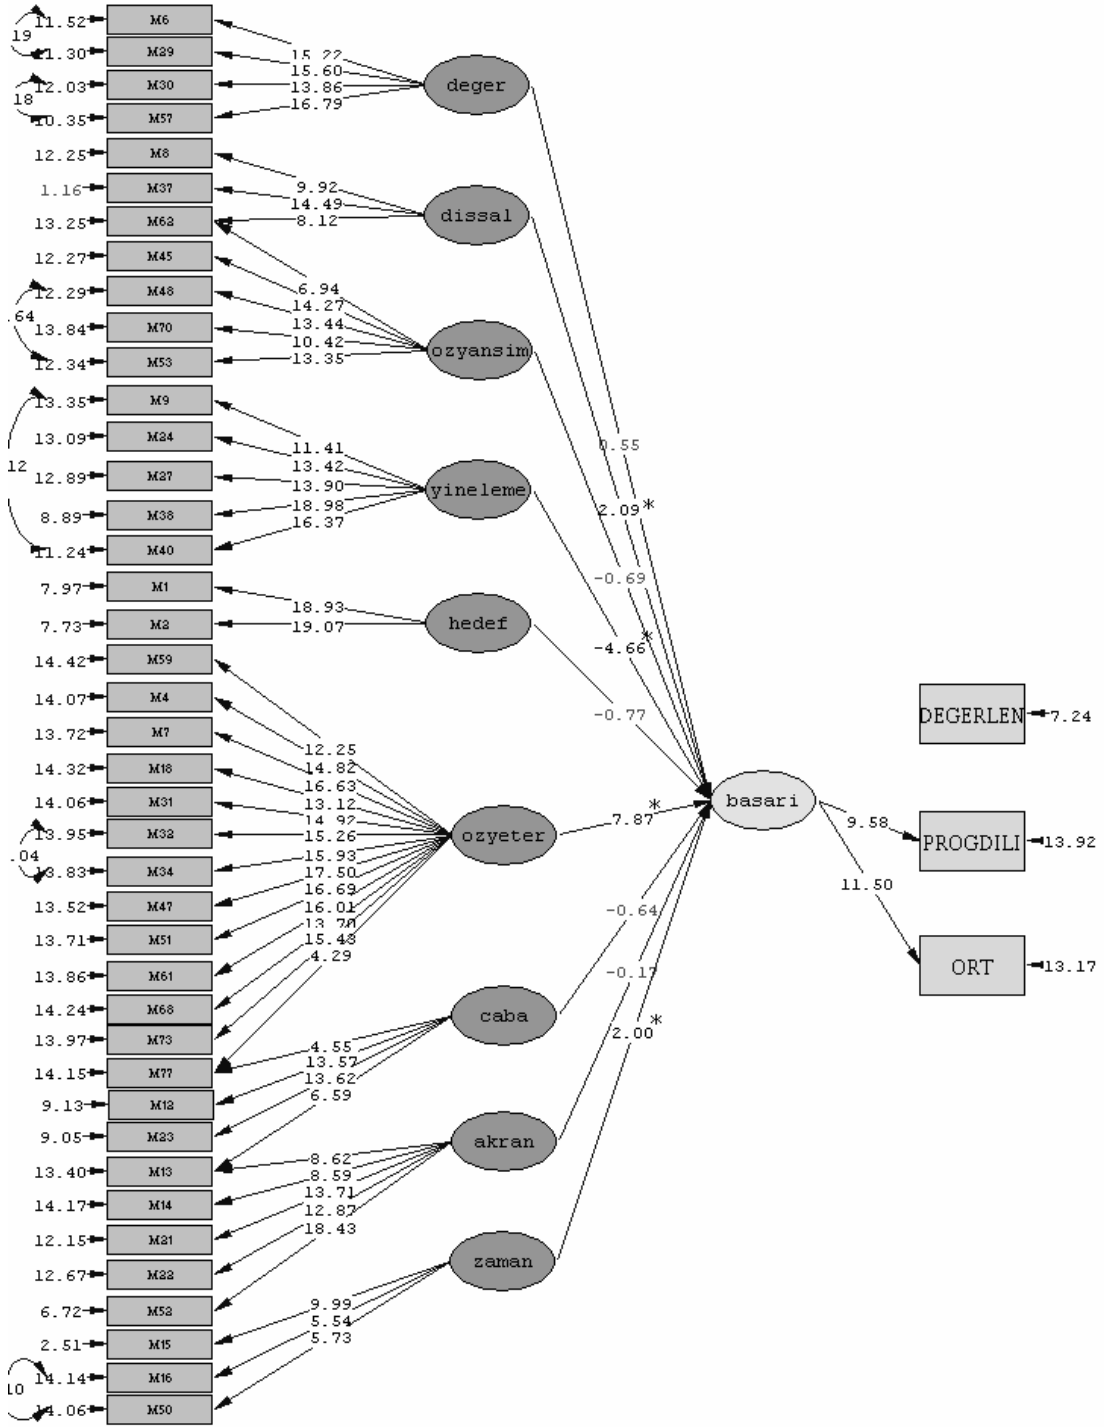 11.52 M6
19
11.30 M29
12.03 M30
18
10.35 M57
15.22
15.60
13.86
16.79
deger
12.25 M8
1.16 M37
13.25 M62
9.92
14.49
8.12
dissal
12.27 M45
12.29 M48
.64
13.84 M70
12.34 M53
6.94
14.27
13.44
10.42
13.35
ozyansim
13.35 M9
13.09 M24
12
12.89 M27
8.89 M38
11.24 M40
11.41
13.42
13.90
18.98
16.37
yineleme
7.97 M1
7.73 M2
18.93
19.07
hedef
14.42 M59
14.07 M4
13.72 M7
14.32 M18
14.06 M31
13.95 M32
.04
13.83 M34
13.52 M47
13.71 M51
13.86 M61
14.24 M68
13.97 M73
14.15 M77
12.25
14.82
16.63
13.12
14.92
15.26
15.93
17.50
16.69
16.01
13.70
15.43
4.29
ozyeter
9.13 M12
9.05 M23
13.40 M13
4.55
13.57
13.62
6.59
caba
14.17 M14
12.15 M21
12.67 M22
6.72 M52
8.62
8.59
13.71
12.87
18.43
akran
2.51 M15
14.14 M16
10
14.06 M50
9.99
5.54
5.73
zaman
0.55
2.09*
-0.69
-4.66*
-0.77
7.87*
-0.64
-0.17
2.00*
basari
9.58
11.50
DEGERLEN 7.24
PROGDILI 13.92
ORT 13.17